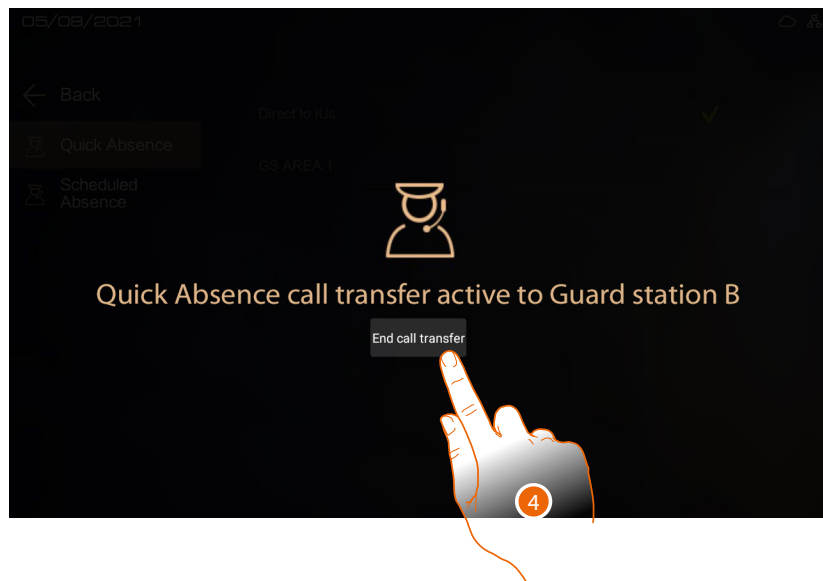 05/08/2021
Back
Direct to IUs
Quick Absence
GS AREA 1
Scheduled
Absence
Quick Absence call transfer active to Guard station B
End call transfer
4